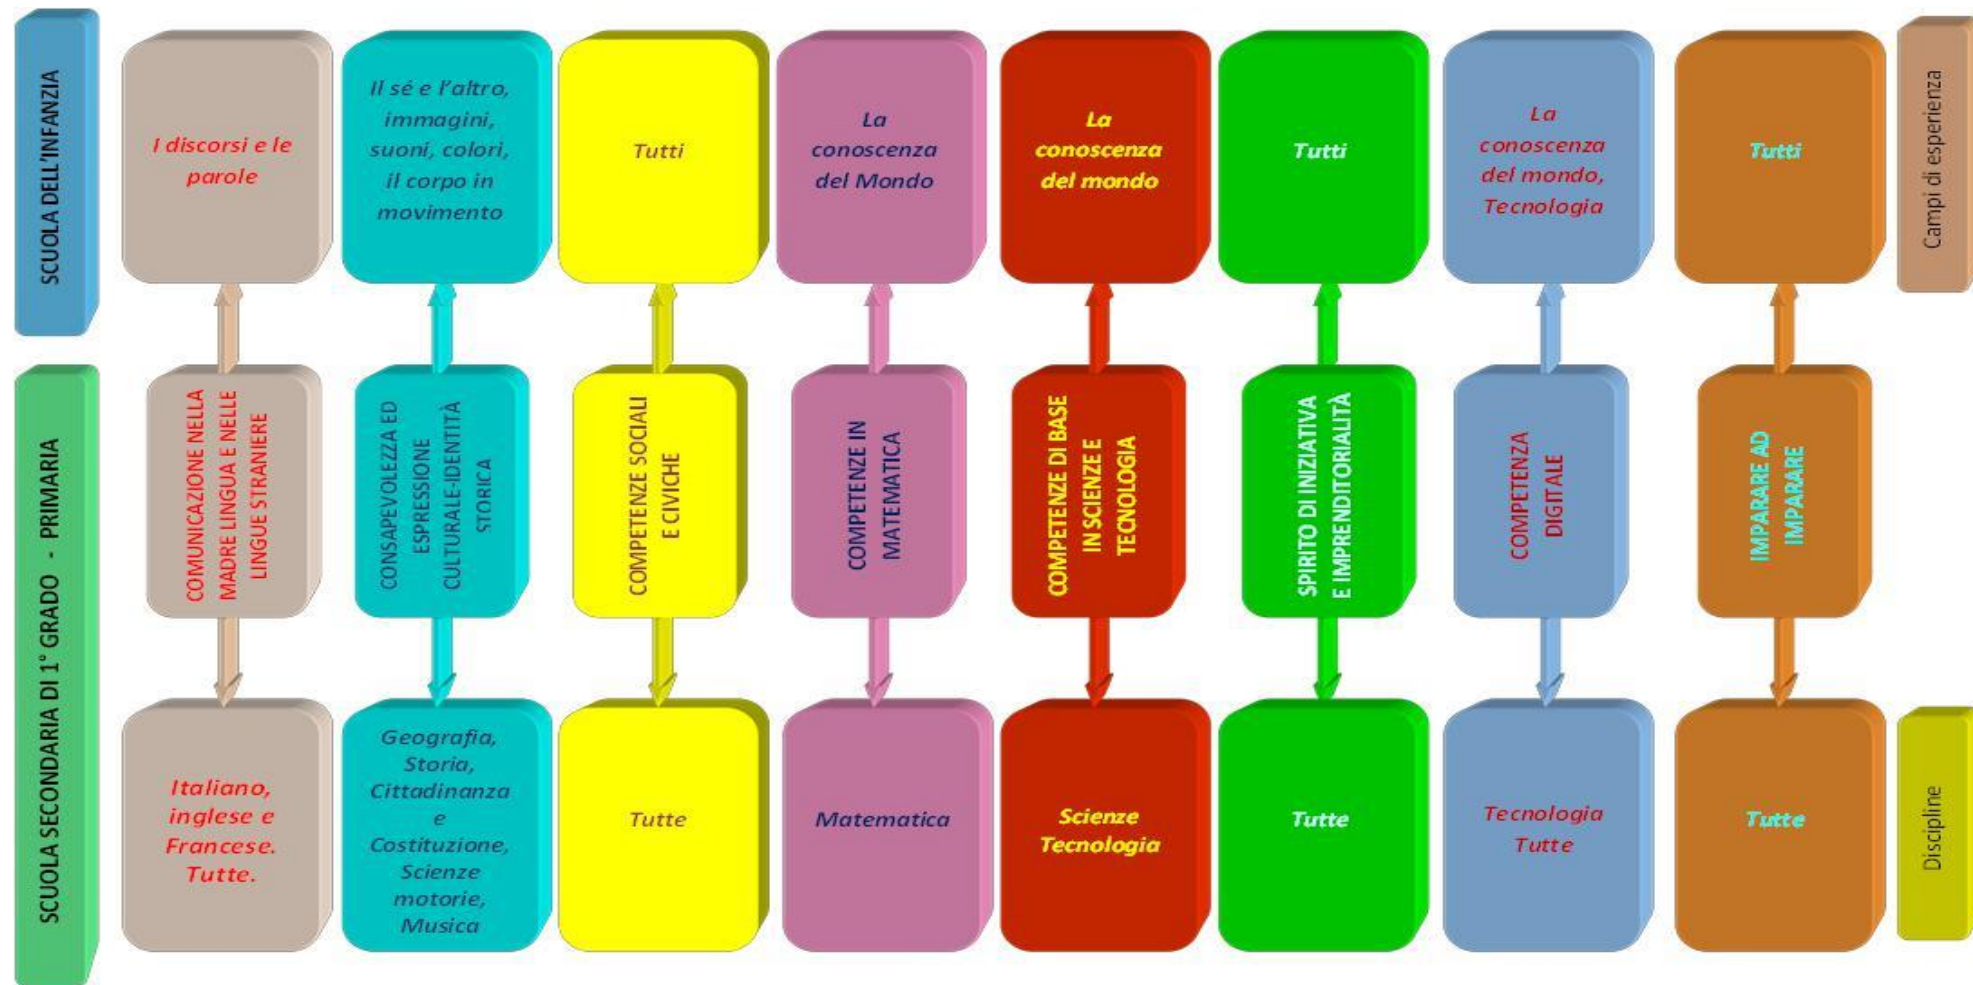 SCUOLA DELL'INFANZIA
I discorsi e le
parole
Il sé e l'altro,
immagini,
suoni, colori,
il corpo in
movimento
Tutti
La
conoscenza
del Mondo
La
conoscenza
del mondo
Tutti
La
conoscenza
del mondo,
Tecnologia
Tutti
Campi di esperienza
SCUOLA SECONDARIA DI 1° GRADO - PRIMARIA
COMUNICAZIONE NELLA
MADRE LINGUA E NELLE
LINGUE STRANIERE
CONSAPEVOLEZZA ED
ESPRESSIONE
CULTURALE-IDENTITÀ
STORICA
COMPETENZE SOCIALI
E CIVICHE
COMPETENZE IN
MATEMATICA
COMPETENZE DI BASE
IN SCIENZE E
TECNOLOGIA
SPIRITO DI INIZIATIVA
E IMPRENDITORIALITÀ
COMPETENZA
DIGITALE
IMPARARE AD
IMPARARE
Italiano,
inglese e
Francese.
Tutte.
Geografia,
Storia,
Cittadinanza
e
Costituzione,
Scienze
motorie,
Musica
Tutte
Matematica
Scienze
Tecnologia
Tutte
Tecnologia
Tutte
Tutte
Discipline